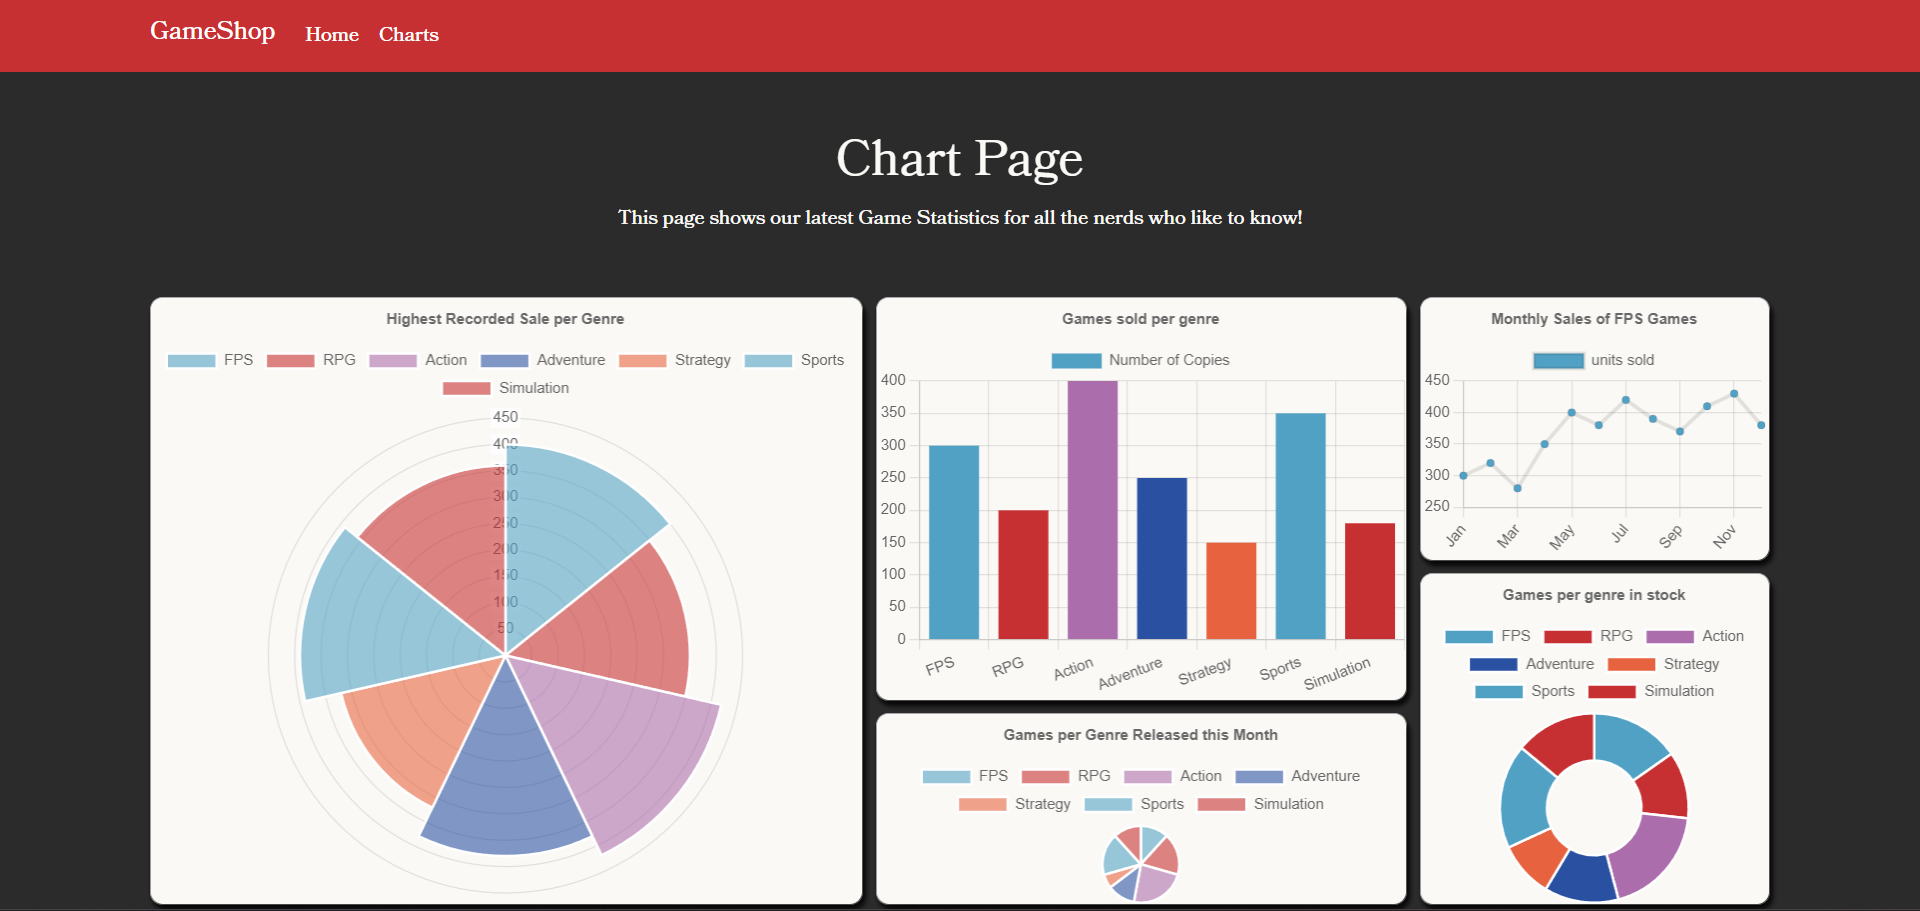 GameShop Home Charts
Chart Page
This page shows our latest Game Statistics for all the nerds who like to know!
Highest Recorded Sale per Genre
FPS RPG Action Adventure Strategy Sports
Simulation
450
400
350
300
250
200
150
100
50
Games sold per genre
Number of Copies
400
350
300
250
200
150
100
50
0
FPS RPG Action Adventure Strategy Sports Simulation
Games per Genre Released this Month
FPS RPG Action Adventure
Strategy Sports Simulation
Monthly Sales of FPS Games
units sold
450
400
350
300
250
Jan Mar May Jul Sep Nov
Games per genre in stock
FPS RPG Action
Adventure Strategy
Sports Simulation